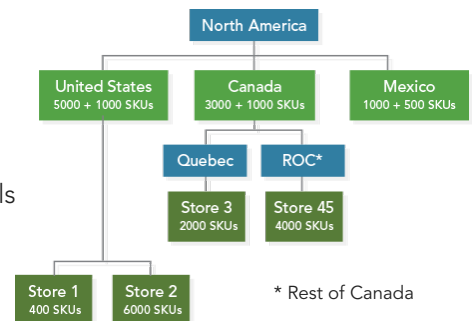 North America
United States
5000 + 1000 SKUs
Canada
3000 + 1000 SKUs
Mexico
1000 + 500 SKUs
Quebec
ROC*
ls
Store 3
2000 SKUs
Store 45
4000 SKUs
Store 1
400 SKUs
Store 2
6000 SKUs
* Rest of Canada